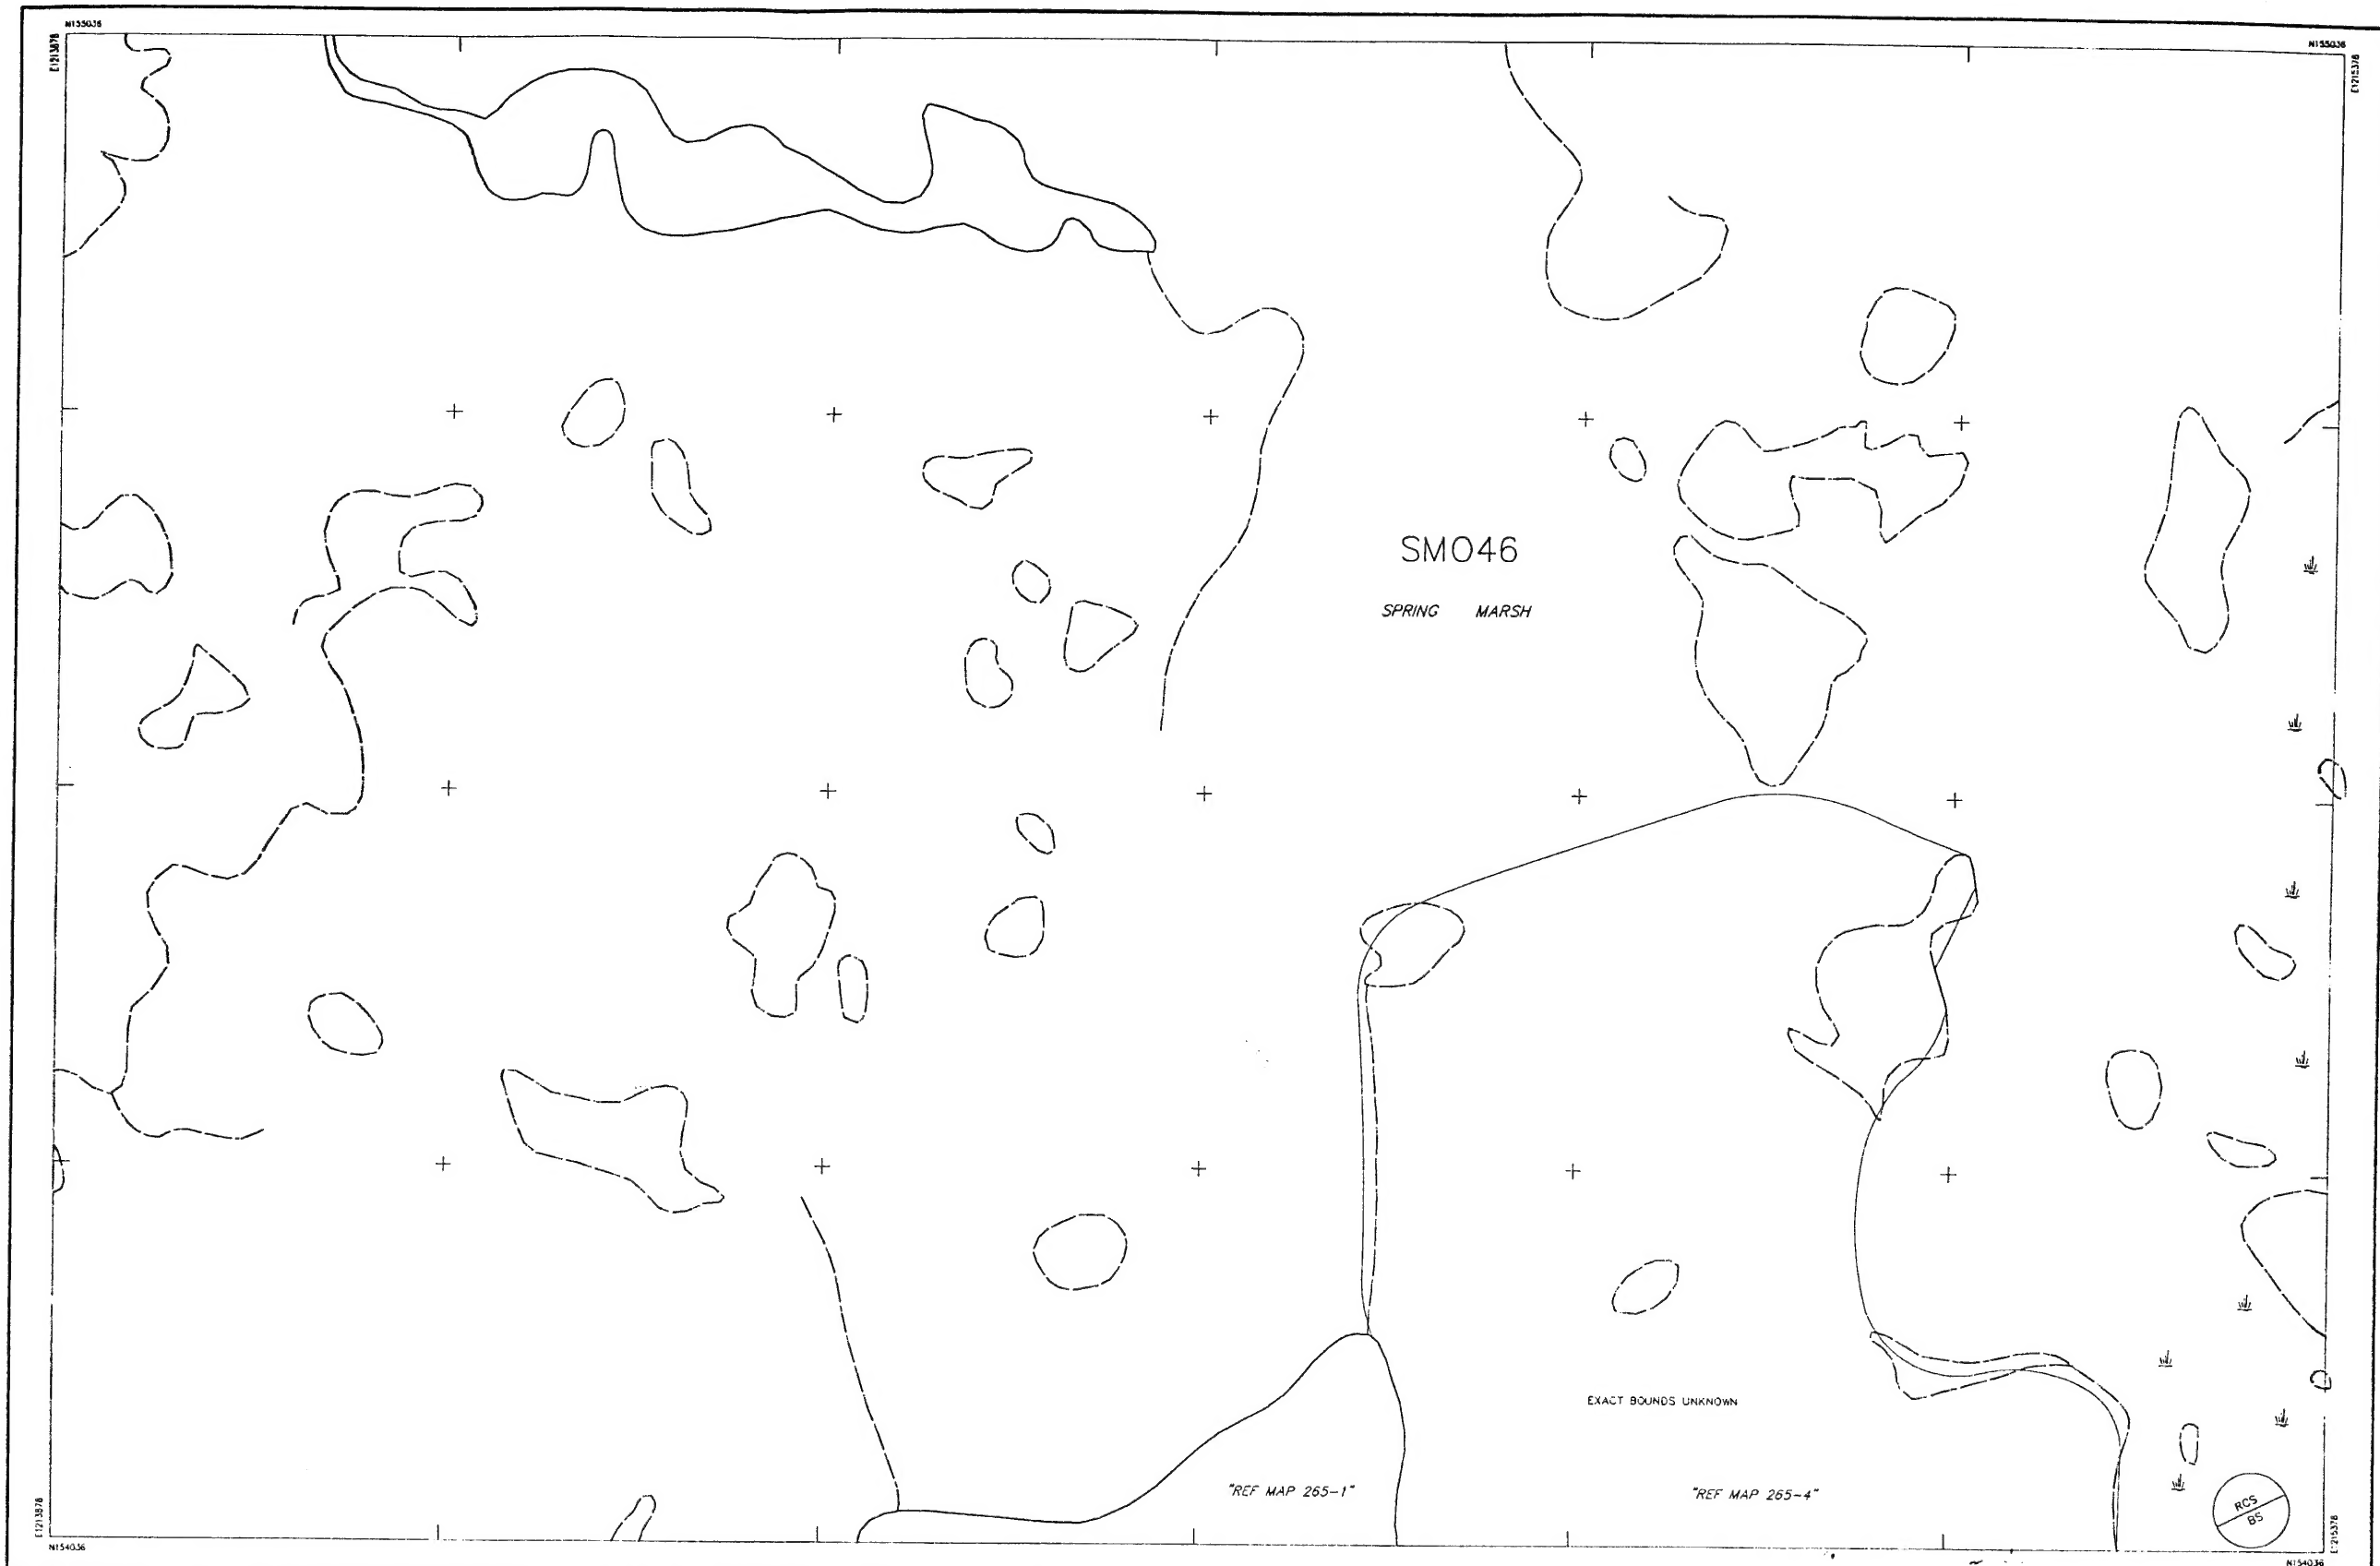 N155036
N155036
E1213878
E1215378
SM046
SPRING MARSH
EXACT BOUNDS UNKNOWN
"REF MAP 265-1"
"REF MAP 265-4"
RCS
BS
E1213878
E1215378
N154036
N154036